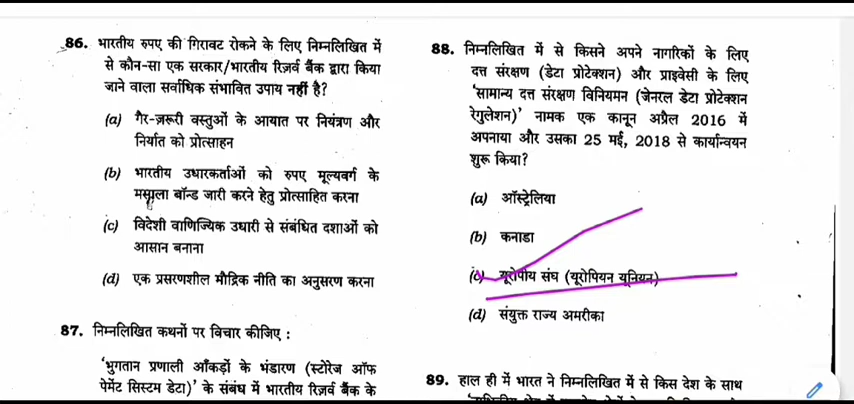 86. भारतीय रुपए की गिरावट रोकने के लिए निम्नलिखित में
से कौन-सा एक सरकार/भारतीय रिज़र्व बैंक द्वारा किया
जाने वाला सर्वाधिक संभावित उपाय नहीं है?
(a) गैर-ज़रूरी वस्तुओं के आयात पर नियंत्रण और
निर्यात को प्रोत्साहन
(b) भारतीय उधारकर्ताओं को रुपए मूल्यवर्ग के
मसाला बॉन्ड जारी करने हेतु प्रोत्साहित करना
(c) विदेशी वाणिज्यिक उधारी से संबंधित दशाओं को
आसान बनाना
(d) एक प्रसरणशील मौद्रिक नीति का अनुसरण करना
87. निम्नलिखित कथनों पर विचार कीजिए :
‘भुगतान प्रणाली आँकड़ों के भंडारण (स्टोरेज ऑफ
पेमेंट सिस्टम डेटा)’ के संबंध में भारतीय रिज़र्व बैंक के
88. निम्नलिखित में से किसने अपने नागरिकों के लिए
दत्त संरक्षण (डेटा प्रोटेक्शन) और प्राइवेसी के लिए
‘सामान्य दत्त संरक्षण विनियमन (जेनरल डेटा प्रोटेक्शन
रेगुलेशन)’ नामक एक कानून अप्रैल 2016 में
अपनाया और उसका 25 मई, 2018 से कार्यान्वयन
शुरू किया?
(a) ऑस्ट्रेलिया
(b) कनाडा
(c) यूरोपीय संघ (यूरोपियन यूनियन)
(d) संयुक्त राज्य अमरीका
89. हाल ही में भारत ने निम्नलिखित में से किस देश के साथ